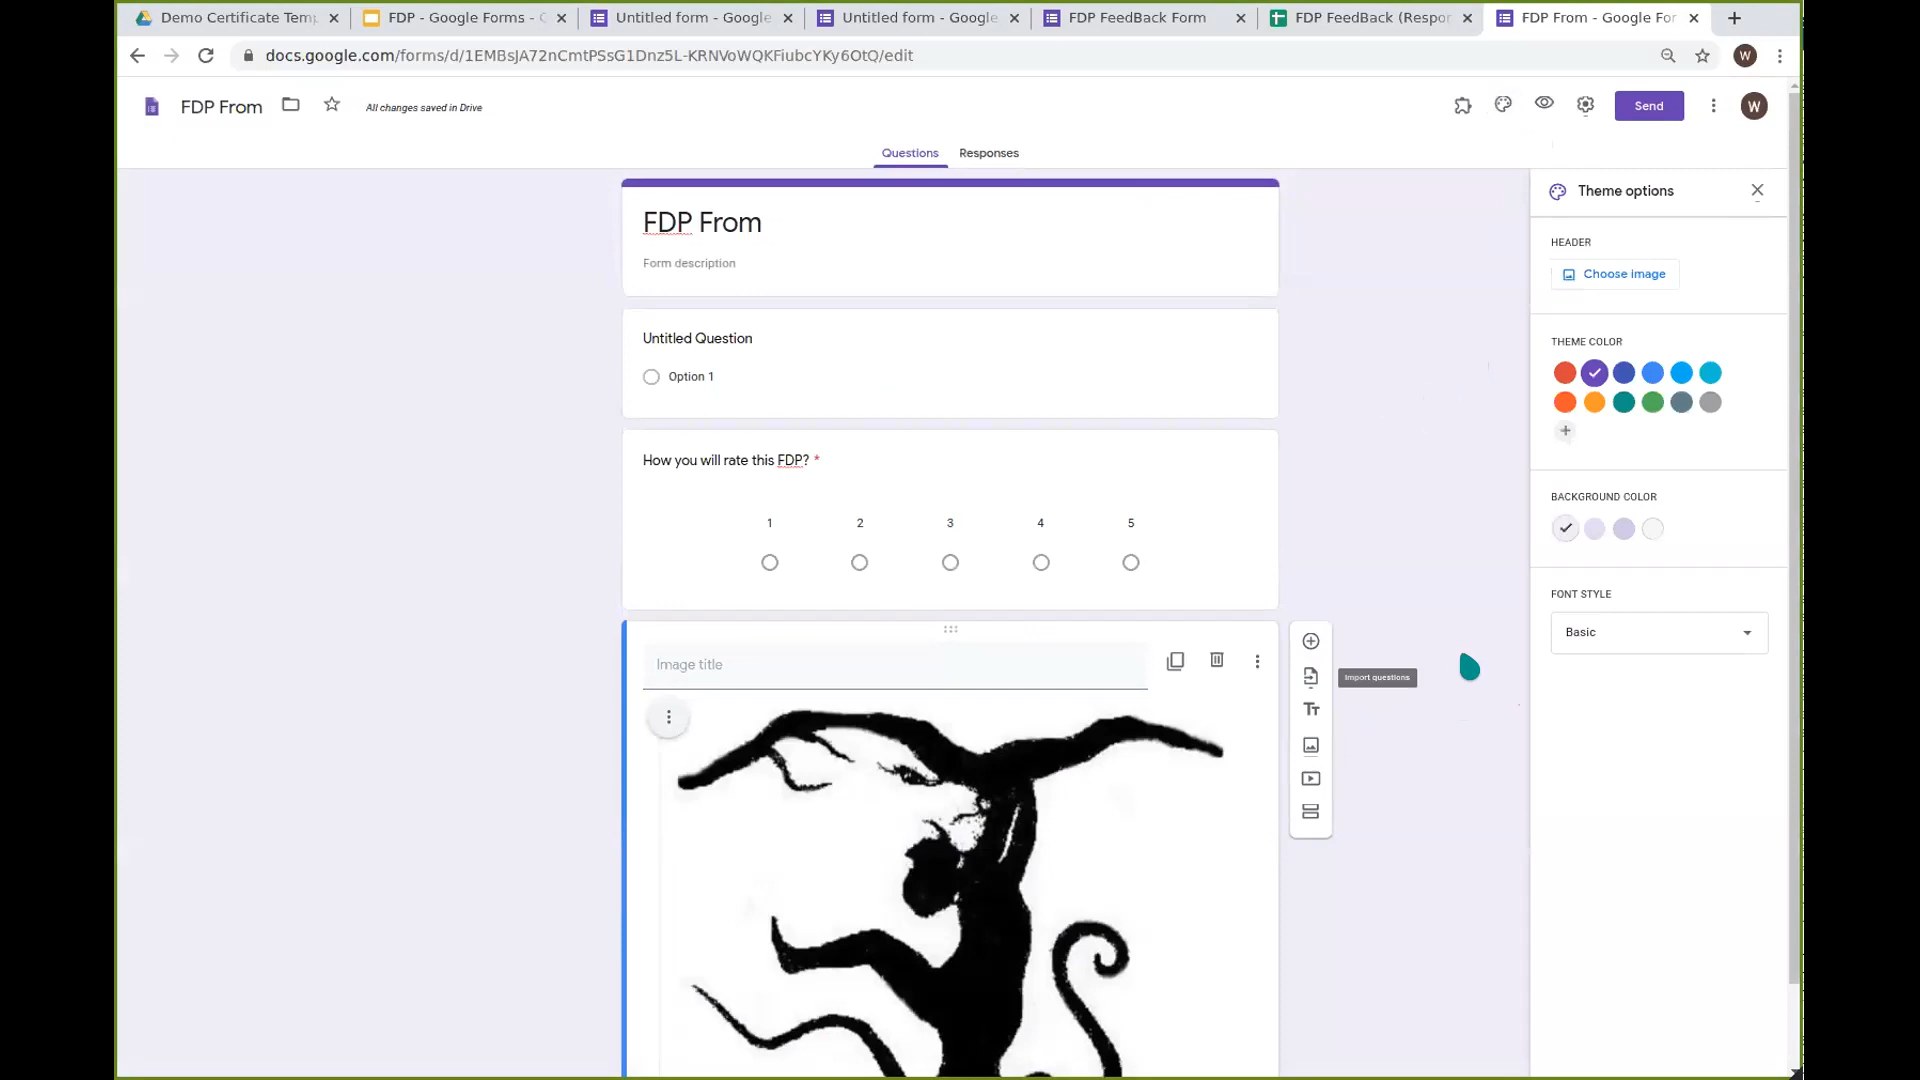 Demo Certificate Temp
FDP - Google Forms -
Untitled form - Google
Untitled form - Google
FDP FeedBack Form
FDP FeedBack (Respor
FDP From - Google For
docs.google.com/forms/d/1EMBsJA72nCmtPSsG1Dnz5L-KRNVoWQKFiubcYKy6OtQ/edit
W
FDP From
All changes saved in Drive
Send
W
Questions
Responses
Theme options
FDP From
Form description
HEADER
Choose image
Untitled Question
Option 1
THEME COLOR
How you will rate this FDP? *
1 2 3 4 5
BACKGROUND COLOR
FONT STYLE
Basic
Image title
Import questions